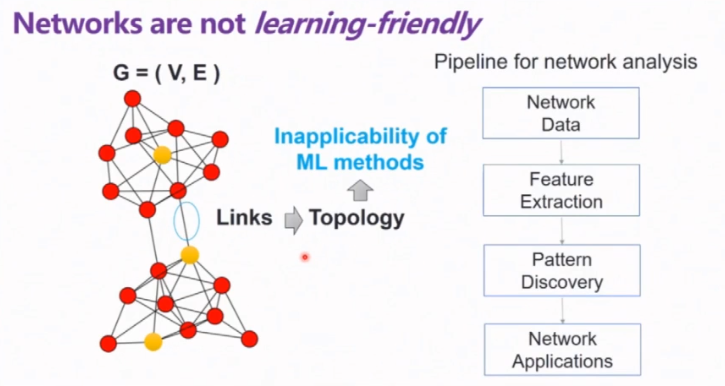 Networks are not learning-friendly
G = ( V, E )
Inapplicability of
ML methods
Links
Topology
Pipeline for network analysis
Network
Data
Feature
Extraction
Pattern
Discovery
Network
Applications